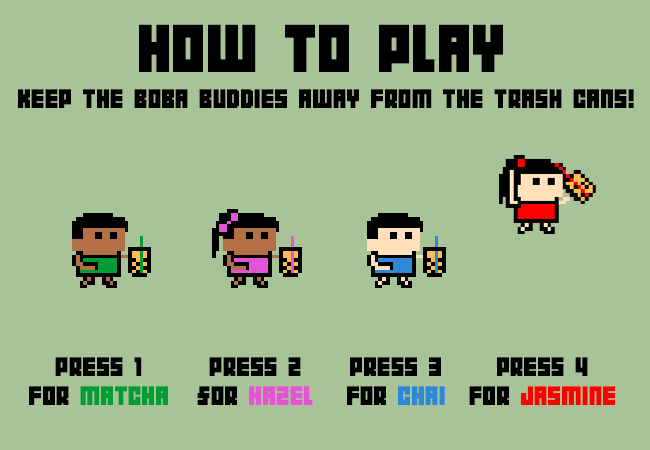 HOW TO PLAY
KEEP THE BOBA BUDDIES AWAY FROM THE TRASH CANS!
PRESS 1
FOR MATCHA
PRESS 2
FOR HAZEL
PRESS 3
FOR CHAI
PRESS 4
FOR JASMINE